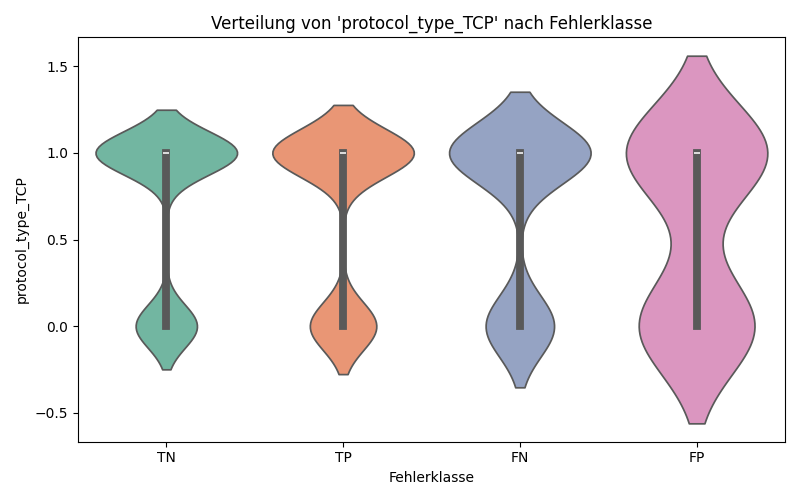 Verteilung von 'protocol_type_TCP' nach Fehlerklasse
protocol_type_TCP
1.5
1.0
0.5
0.0
−0.5
TN
TP
FN
FP
Fehlerklasse